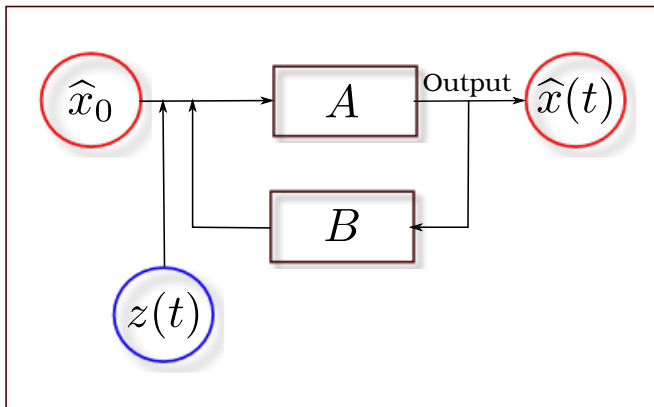 x̂₀
A
Output
x̂(t)
B
z(t)